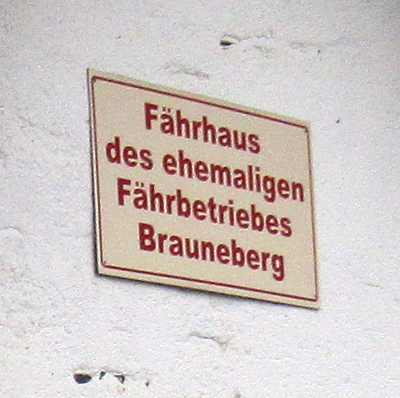 Fährhaus
des ehemaligen
Fährbetriebes
Brauneberg